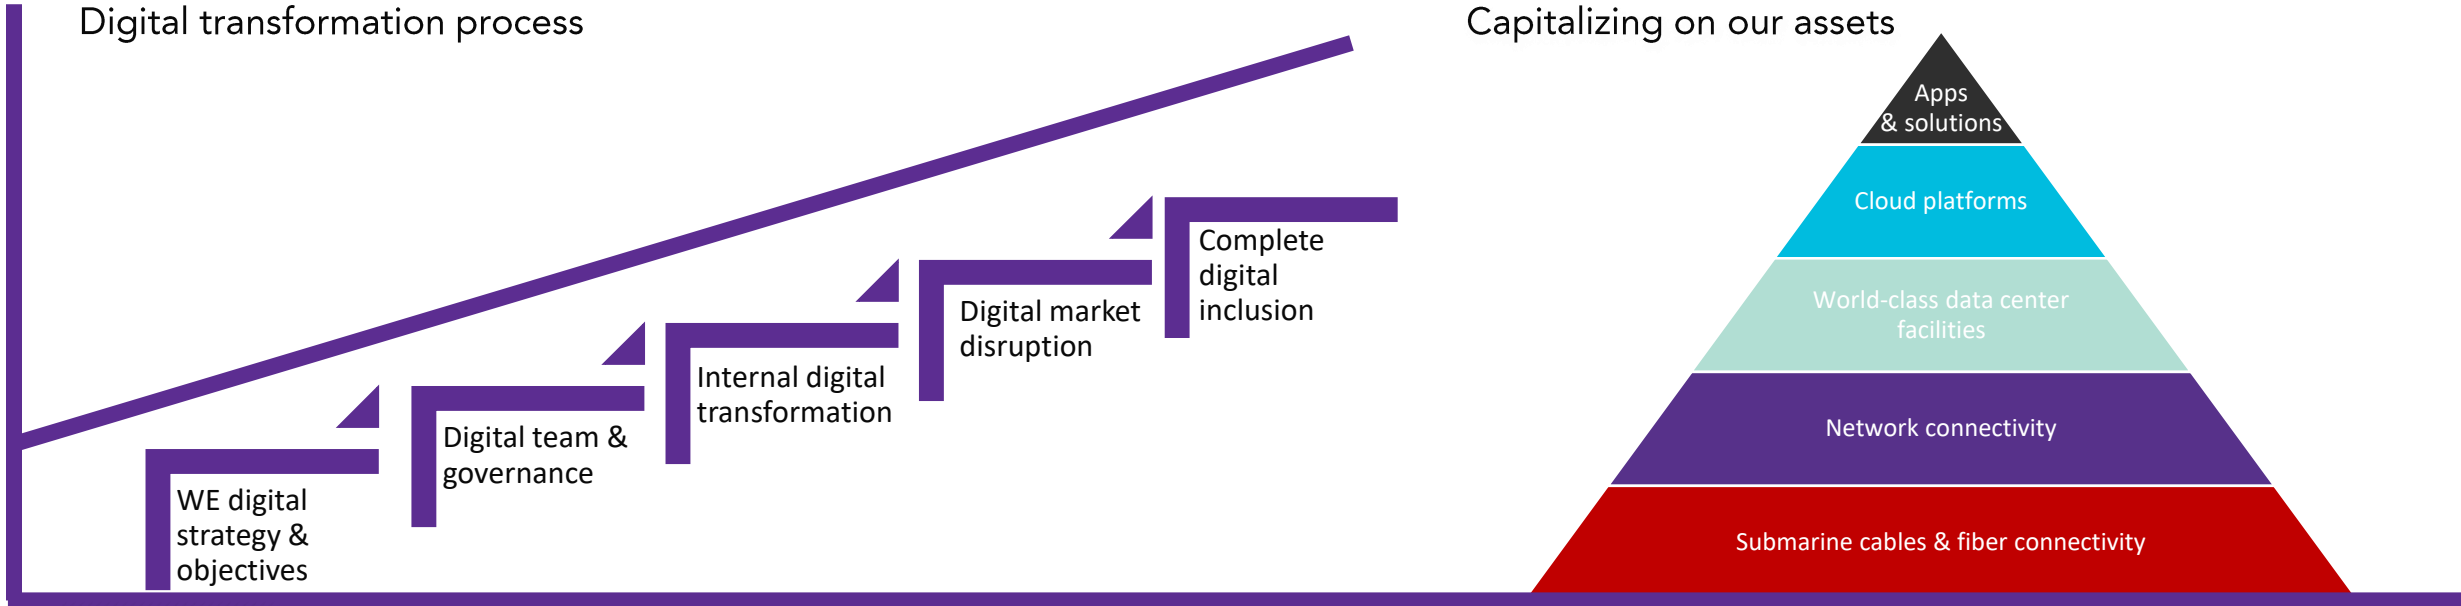 Digital transformation process
WE digital
strategy &
objectives
Digital team &
governance
Internal digital
transformation
Digital market
disruption
Complete
digital
inclusion
Capitalizing on our assets
Apps
& solutions
Cloud platforms
World-class data center
facilities
Network connectivity
Submarine cables & fiber connectivity